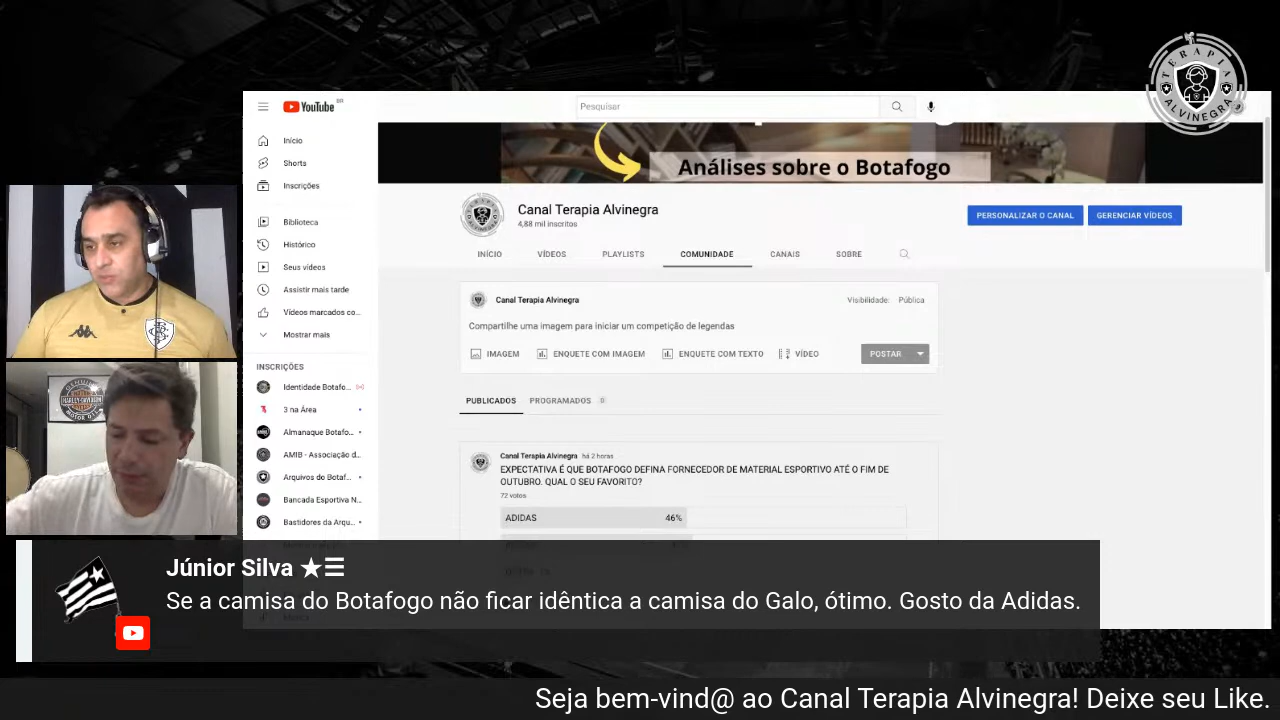 TERAPIA
ALVINEGRA
YouTube BR
Pesquisar
Início
Shorts
Inscrições
Biblioteca
Histórico
Seus vídeos
Assistir mais tarde
Vídeos marcados co...
Mostrar mais
INSCRIÇÕES
Identidade Botafo...
3 na Área
Almanaque Botafo...
AMIB - Associação d...
Arquivos do Botaf...
Bancada Esportiva N...
Bastidores da Arqu...
Análises sobre o Botafogo
Canal Terapia Alvinegra
4,88 mil inscritos
PERSONALIZAR O CANAL
GERENCIAR VÍDEOS
INÍCIO VÍDEOS PLAYLISTS COMUNIDADE CANAIS SOBRE
Canal Terapia Alvinegra
Visibilidade: Pública
Compartilhe uma imagem para iniciar um competição de legendas
IMAGEM ENQUETE COM IMAGEM ENQUETE COM TEXTO VÍDEO POSTAR
PUBLICADOS PROGRAMADOS 0
Canal Terapia Alvinegra há 2 horas
EXPECTATIVA É QUE BOTAFOGO DEFINA FORNECEDOR DE MATERIAL ESPORTIVO ATÉ O FIM DE
OUTUBRO. QUAL O SEU FAVORITO?
72 votos
ADIDAS 46%
HARLEY-DAVIDSON
Júnior Silva ★☰
Se a camisa do Botafogo não ficar idêntica a camisa do Galo, ótimo. Gosto da Adidas.
Seja bem-vind@ ao Canal Terapia Alvinegra! Deixe seu Like.